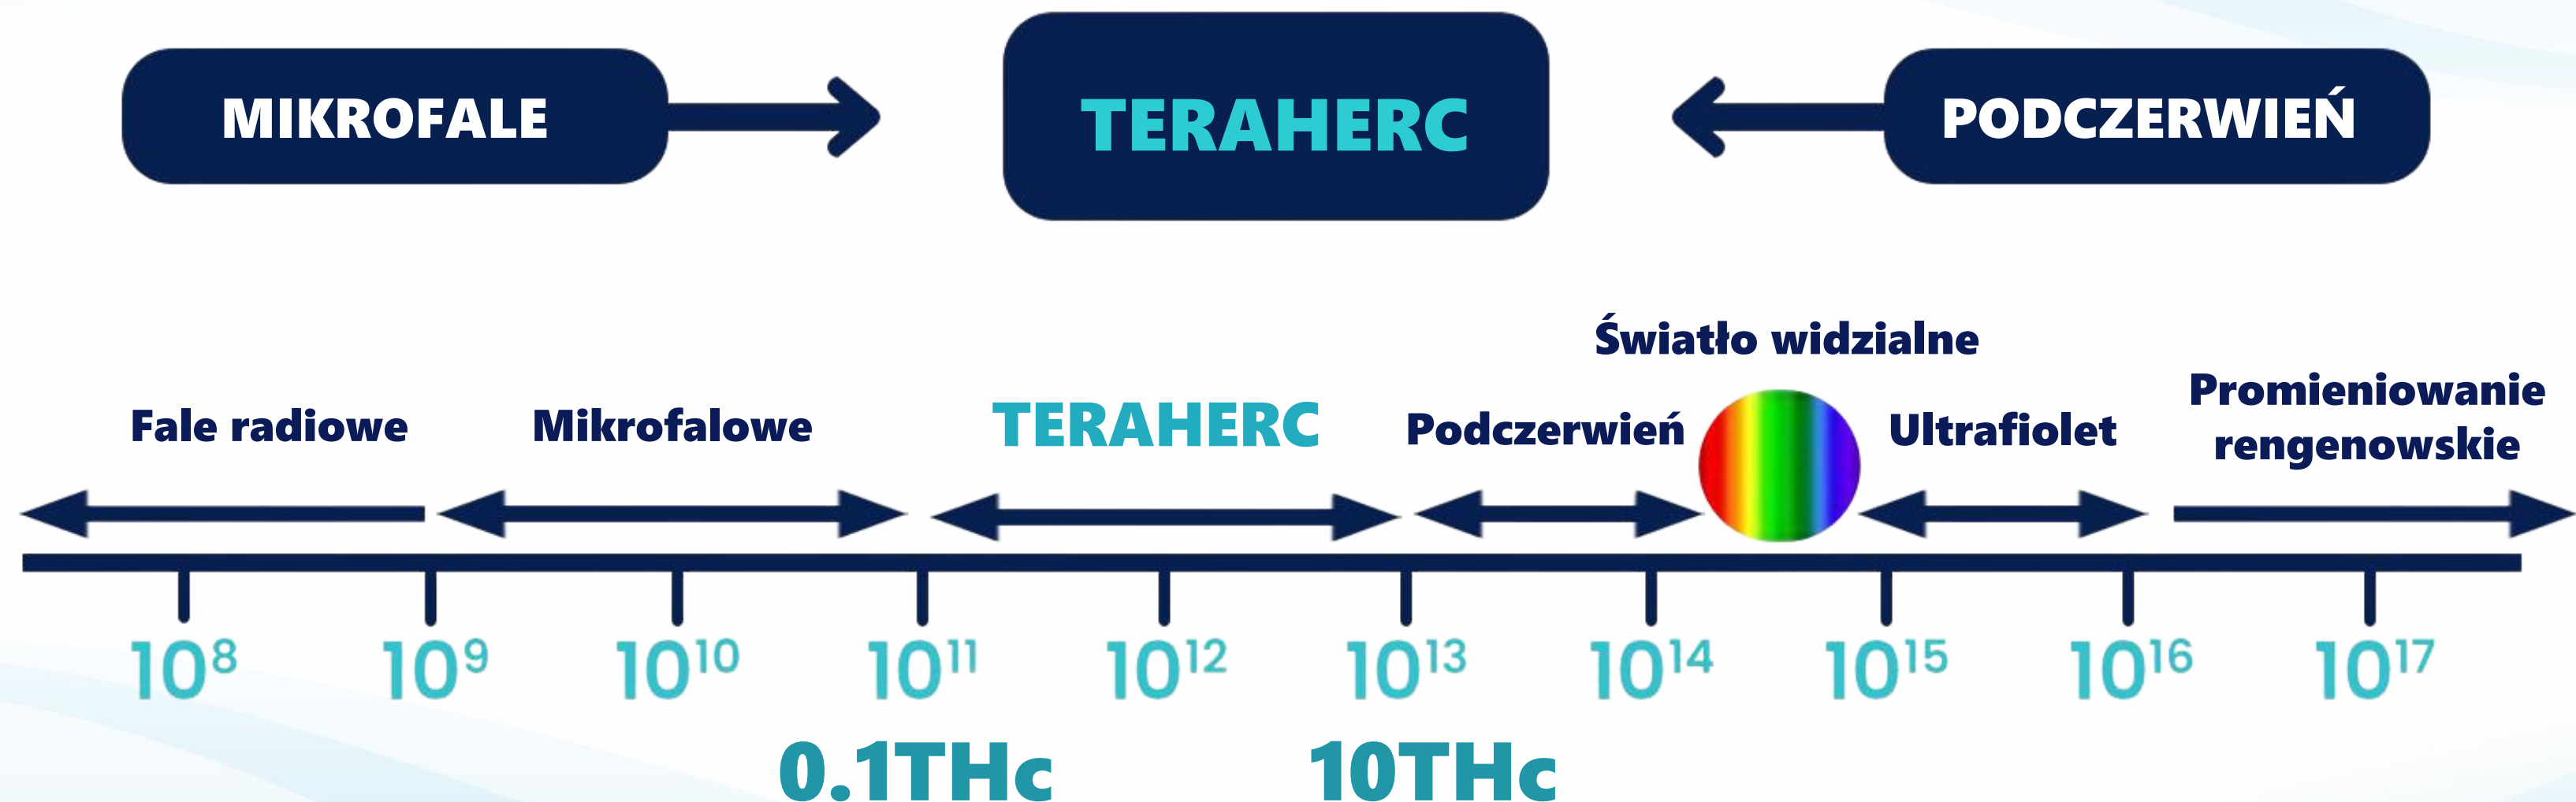 MIKROFALE
TERAHERC
PODCZERWIEŃ
Światło widzialne
Fale radiowe
Mikrofalowe
TERAHERC
Podczerwień
Ultrafiolet
Promieniowanie
rengenowskie
10⁸ 10⁹ 10¹⁰ 10¹¹ 10¹² 10¹³ 10¹⁴ 10¹⁵ 10¹⁶ 10¹⁷
0.1THc 10THc